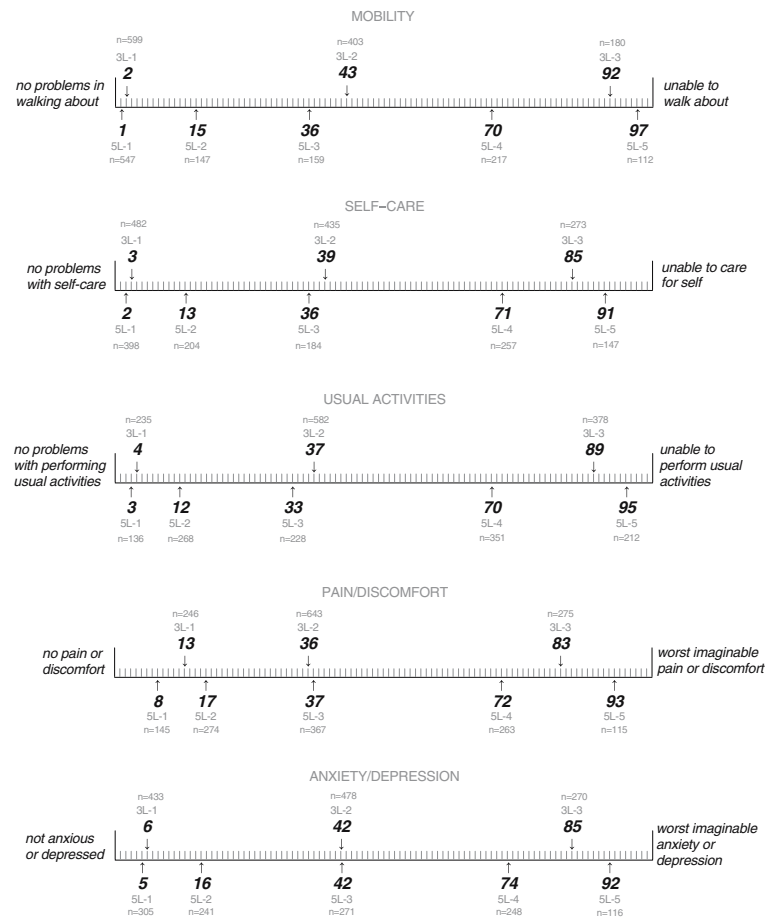 MOBILITY
n=599 n=403 n=180
3L-1 3L-2 3L-3
2 43 92
no problems in walking about
unable to walk about
1 15 36 70 97
5L-1 5L-2 5L-3 5L-4 5L-5
n=547 n=147 n=159 n=217 n=112
SELF–CARE
n=482 n=435 n=273
3L-1 3L-2 3L-3
3 39 85
no problems with self-care
unable to care for self
2 13 36 71 91
5L-1 5L-2 5L-3 5L-4 5L-5
n=398 n=204 n=184 n=257 n=147
USUAL ACTIVITIES
n=235 n=582 n=378
3L-1 3L-2 3L-3
4 37 89
no problems with performing usual activities
unable to perform usual activities
3 12 33 70 95
5L-1 5L-2 5L-3 5L-4 5L-5
n=136 n=268 n=228 n=351 n=212
PAIN/DISCOMFORT
n=246 n=643 n=275
3L-1 3L-2 3L-3
13 36 83
no pain or discomfort
worst imaginable pain or discomfort
8 17 37 72 93
5L-1 5L-2 5L-3 5L-4 5L-5
n=145 n=274 n=367 n=263 n=115
ANXIETY/DEPRESSION
n=433 n=478 n=270
3L-1 3L-2 3L-3
6 42 85
not anxious or depressed
worst imaginable anxiety or depression
5 16 42 74 92
5L-1 5L-2 5L-3 5L-4 5L-5
n=305 n=241 n=271 n=248 n=116